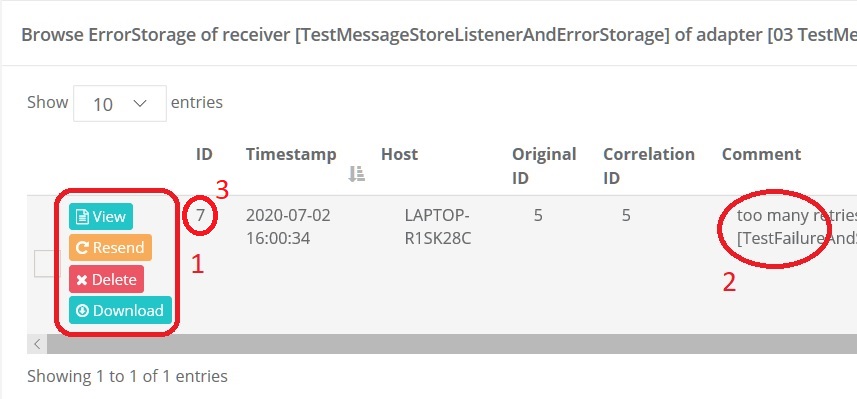 Browse ErrorStorage of receiver [TestMessageStoreListenerAndErrorStorage] of adapter [03 TestMe
Show 10 entries
ID Timestamp Host Original ID Correlation ID Comment
3
View
Resend
Delete
Download
1
7
2020-07-02
16:00:34
LAPTOP-
R1SK28C
5
5
too many retries
[TestFailureAndS
2
Showing 1 to 1 of 1 entries